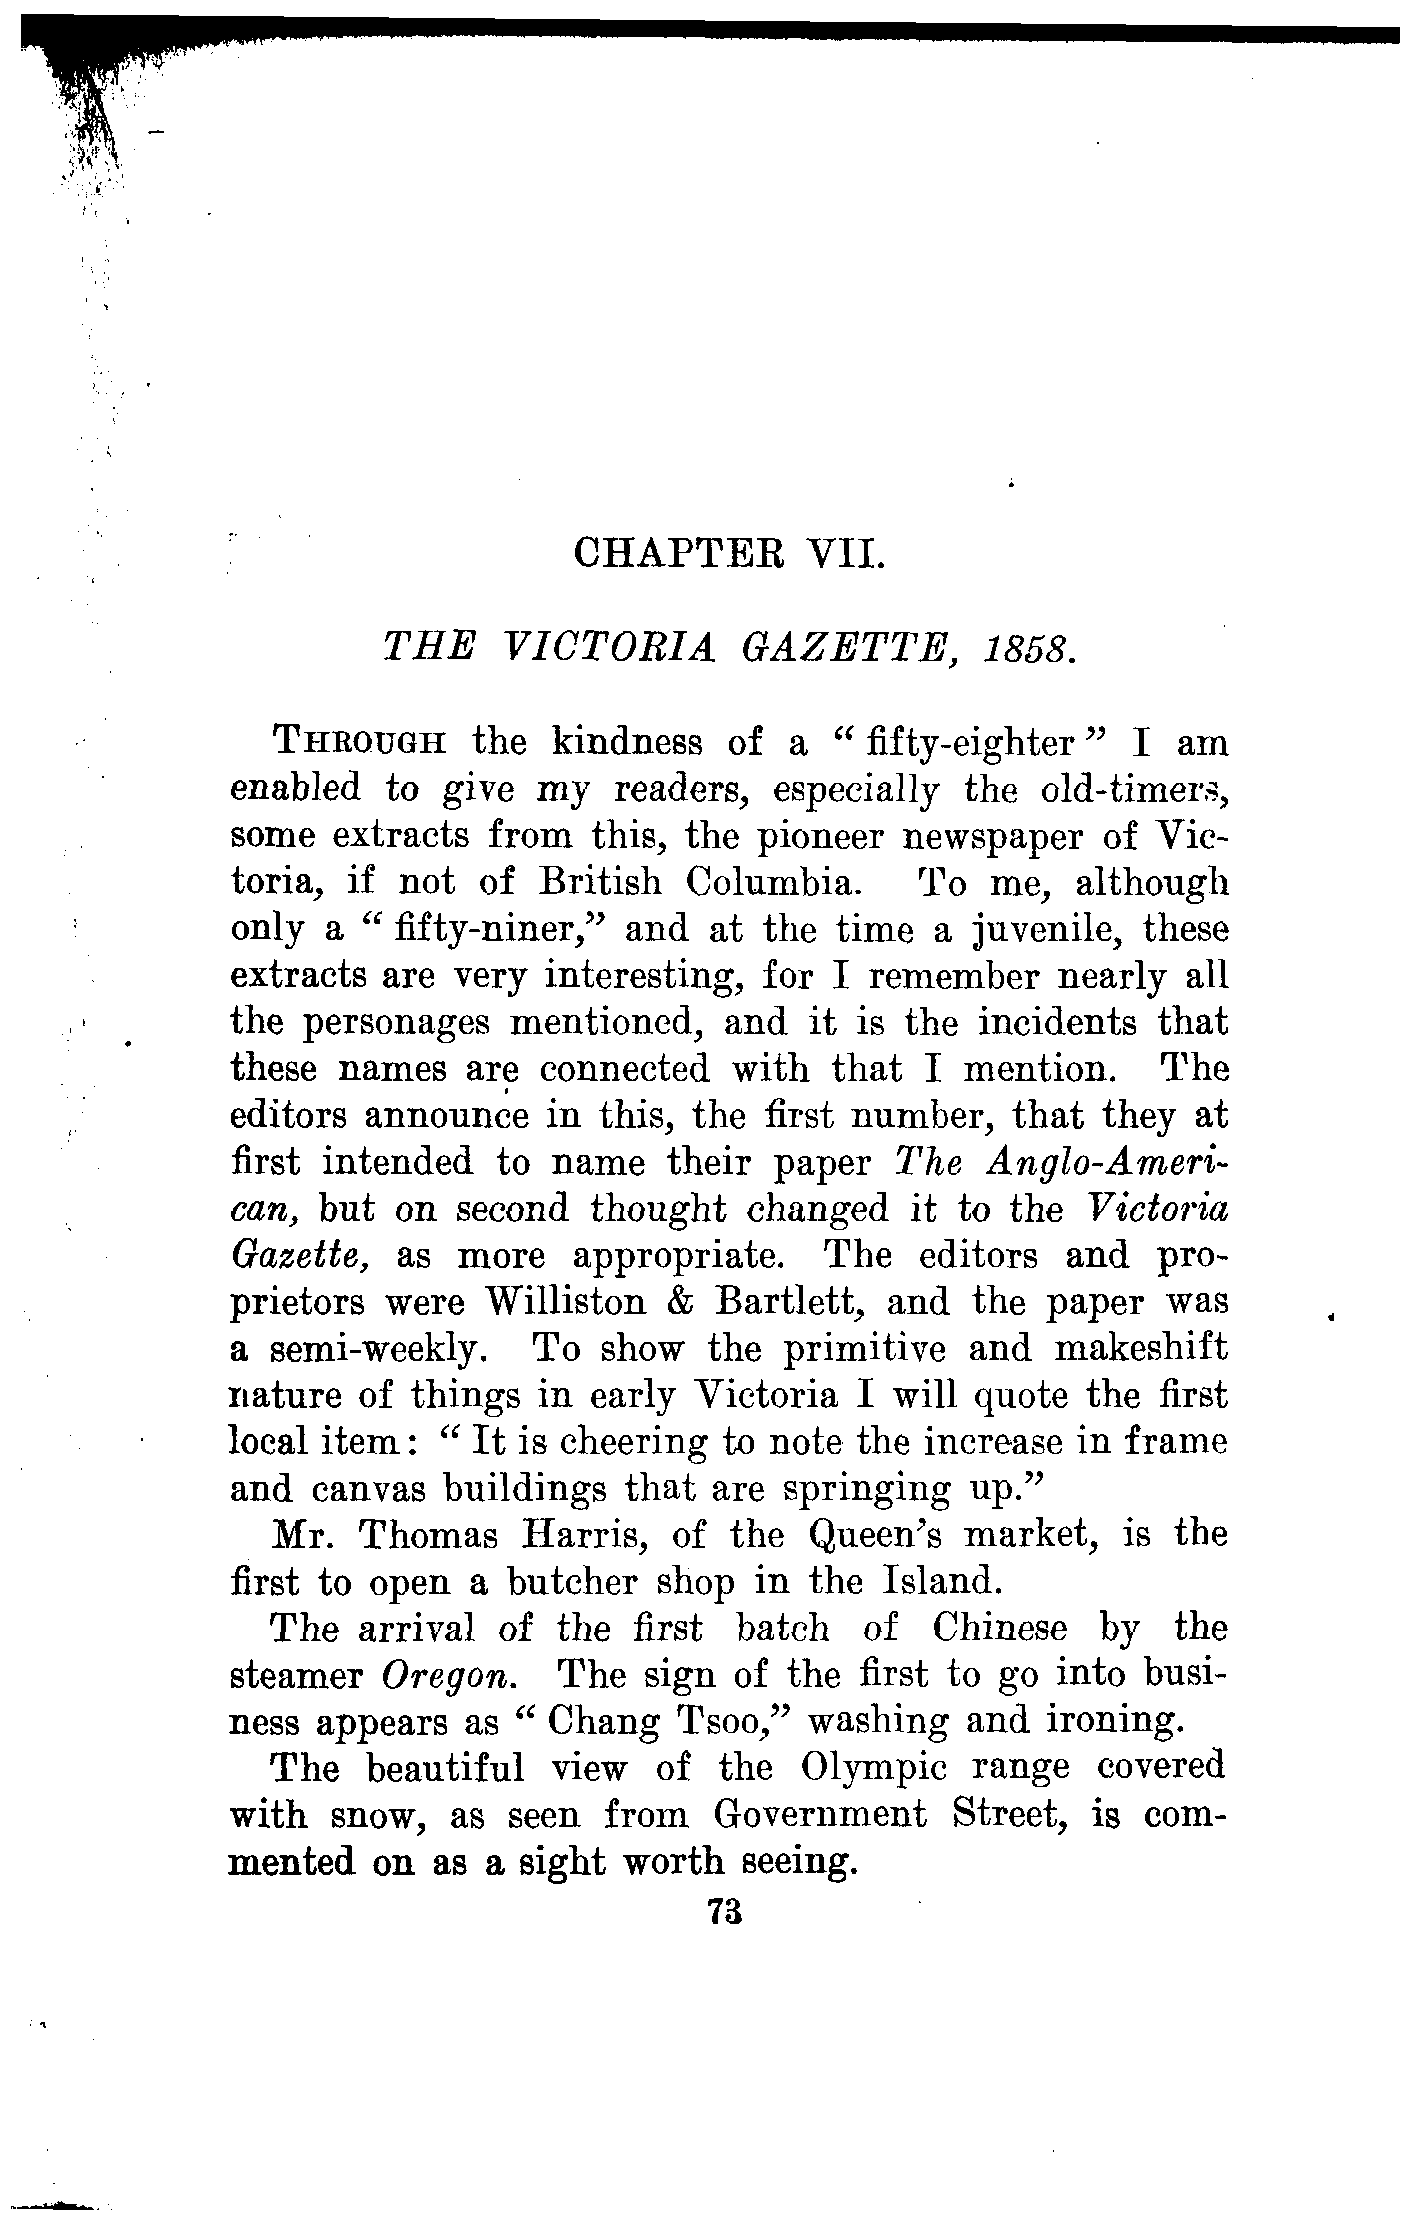 CHAPTER VII.
THE VICTORIA GAZETTE, 1858.
THROUGH the kindness of a “ fifty-eighter ” I am
enabled to give my readers, especially the old-timers,
some extracts from this, the pioneer newspaper of Vic-
toria, if not of British Columbia. To me, although
only a “ fifty-niner,” and at the time a juvenile, these
extracts are very interesting, for I remember nearly all
the personages mentioned, and it is the incidents that
these names are connected with that I mention. The
editors announce in this, the first number, that they at
first intended to name their paper The Anglo-Ameri-
can, but on second thought changed it to the Victoria
Gazette, as more appropriate. The editors and pro-
prietors were Williston & Bartlett, and the paper was
a semi-weekly. To show the primitive and makeshift
nature of things in early Victoria I will quote the first
local item: “ It is cheering to note the increase in frame
and canvas buildings that are springing up.”
Mr. Thomas Harris, of the Queen’s market, is the
first to open a butcher shop in the Island.
The arrival of the first batch of Chinese by the
steamer Oregon. The sign of the first to go into busi-
ness appears as “ Chang Tsoo,” washing and ironing.
The beautiful view of the Olympic range covered
with snow, as seen from Government Street, is com-
mented on as a sight worth seeing.
73